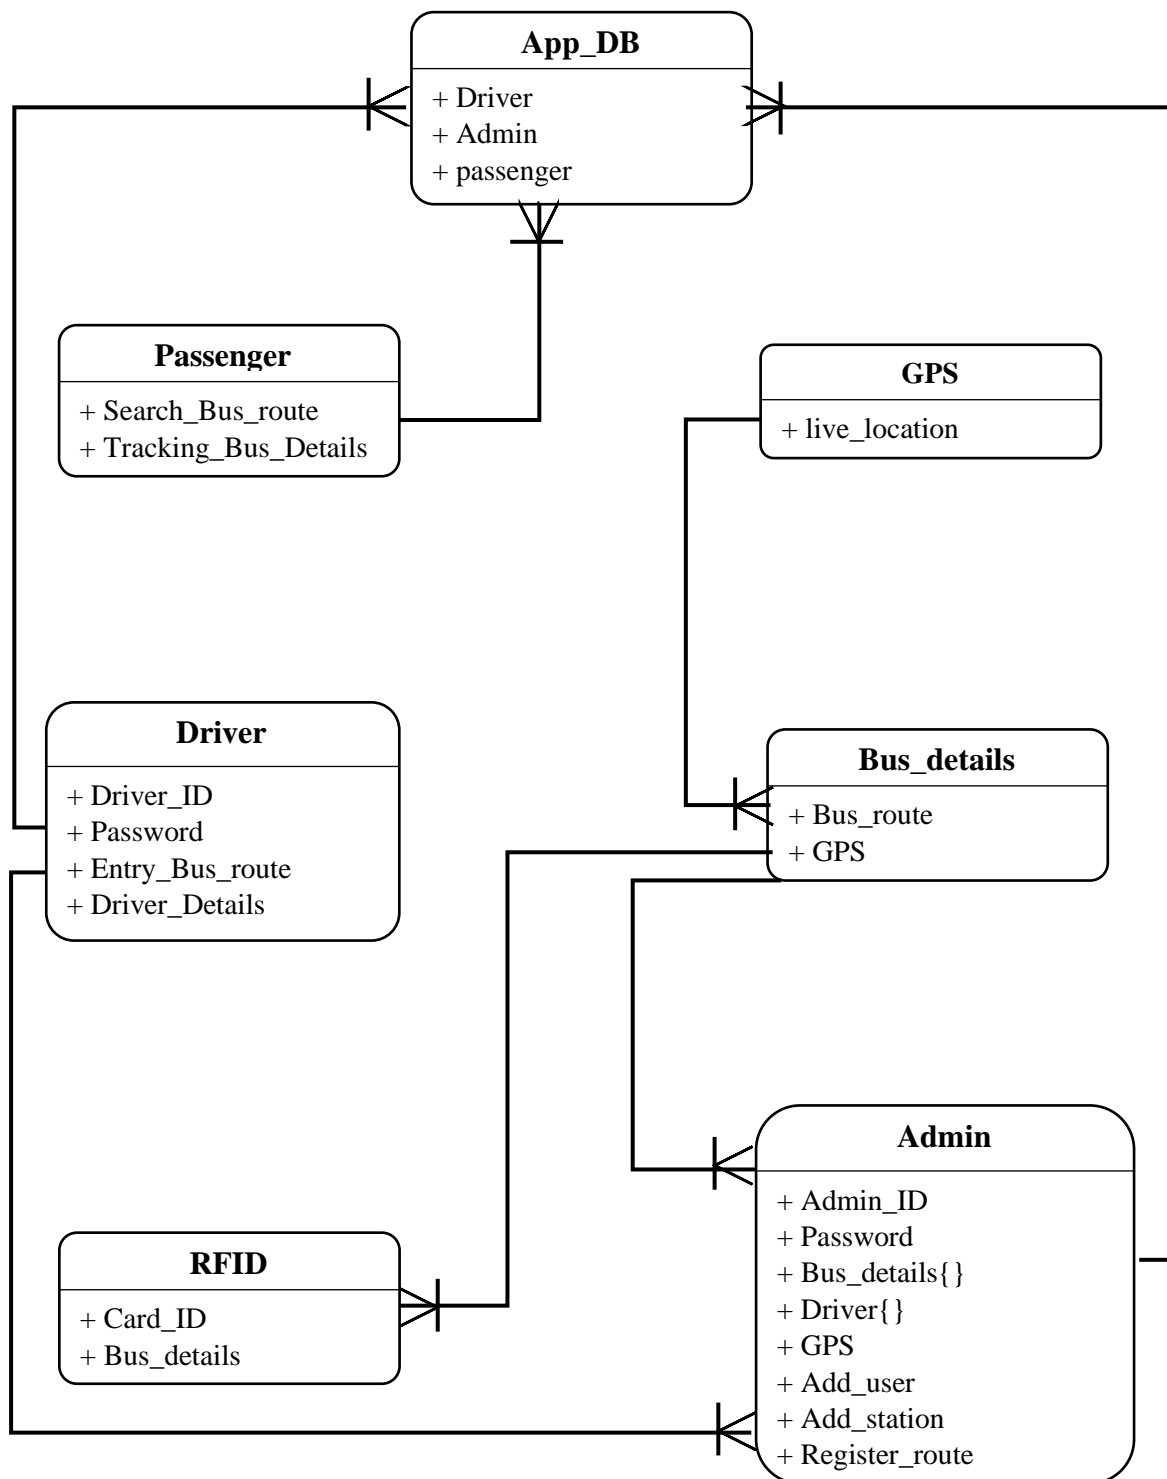 App_DB
+ Driver
+ Admin
+ passenger
Passenger
+ Search_Bus_route
+ Tracking_Bus_Details
GPS
+ live_location
Driver
+ Driver_ID
+ Password
+ Entry_Bus_route
+ Driver_Details
Bus_details
+ Bus_route
+ GPS
RFID
+ Card_ID
+ Bus_details
Admin
+ Admin_ID
+ Password
+ Bus_details{}
+ Driver{}
+ GPS
+ Add_user
+ Add_station
+ Register_route